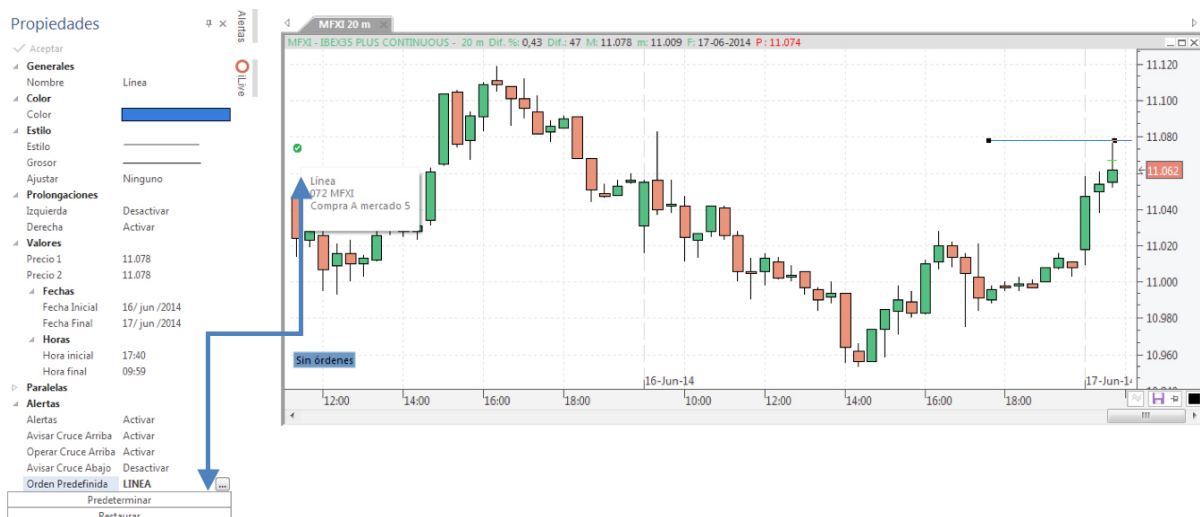 Propiedades
Aceptar
Generales
Nombre Línea
Color
Color
Estilo
Estilo
Grosor
Ajustar Ninguno
Prolongaciones
Izquierda Desactivar
Derecha Activar
Valores
Precio 1 11.078
Precio 2 11.078
Fechas
Fecha Inicial 16/ jun /2014
Fecha Final 17/ jun /2014
Horas
Hora inicial 17:40
Hora final 09:59
Paralelas
Alertas
Alertas Activar
Avisar Cruce Arriba Activar
Operar Cruce Arriba Activar
Avisar Cruce Abajo Desactivar
Orden Predefinida LINEA ...
Predeterminar
Restaurar
Alertas
iLive
MFXI 20 m
MFXI - IBEX35 PLUS CONTINUOUS - 20 m Dif. %: 0,43 Dif.: 47 M: 11.078 m: 11.009 F: 17-06-2014 P : 11.074
Línea
072 MFXI
Compra A mercado 5
Sin órdenes
11.120
11.100
11.080
11.062
11.040
11.020
11.000
10.980
10.960
10.940
16-Jun-14
17-Jun-14
12:00 14:00 16:00 18:00 10:00 12:00 14:00 16:00 18:00